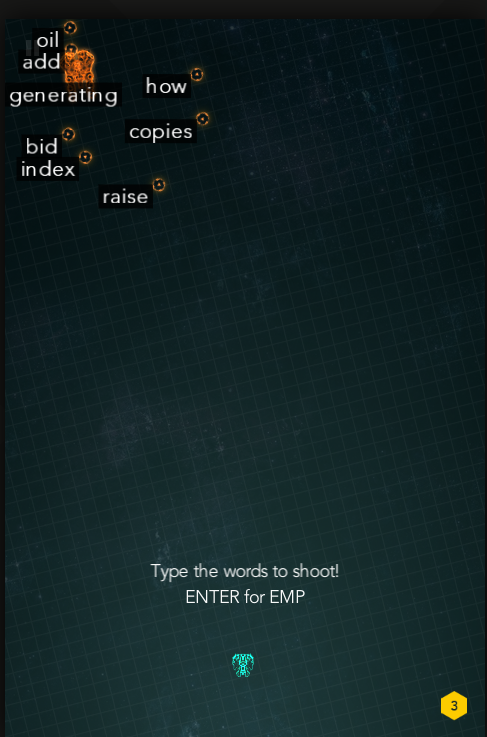 oil
add
generating
how
copies
bid
index
raise
Type the words to shoot!
ENTER for EMP
3